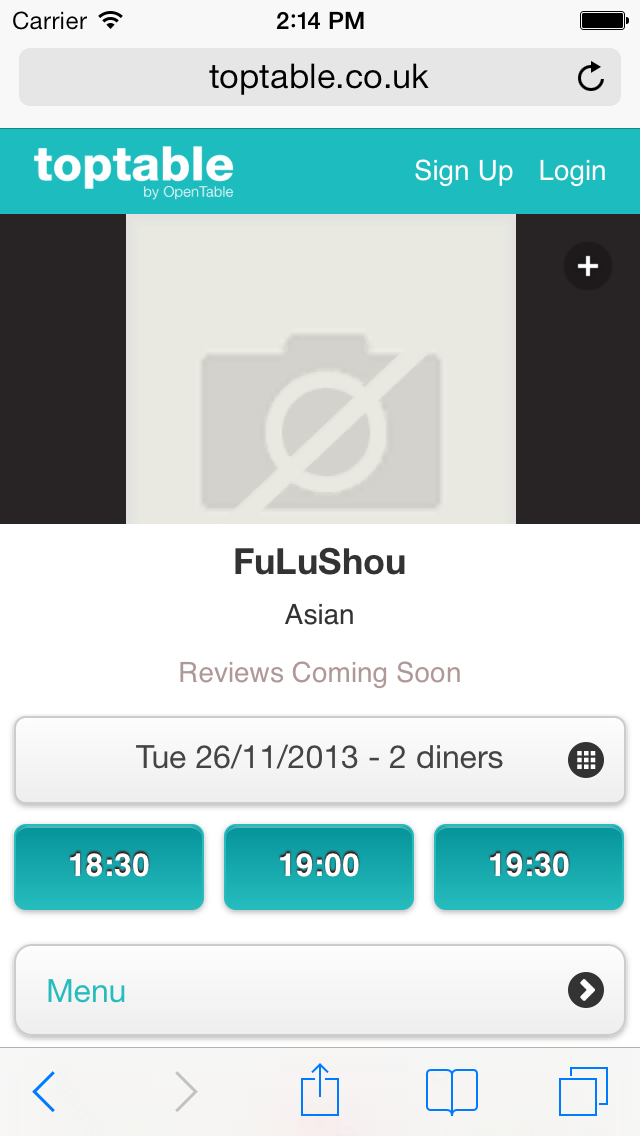 Carrier 2:14 PM
toptable.co.uk
toptable Sign Up Login
by OpenTable
FuLuShou
Asian
Reviews Coming Soon
Tue 26/11/2013 - 2 diners
18:30 19:00 19:30
Menu